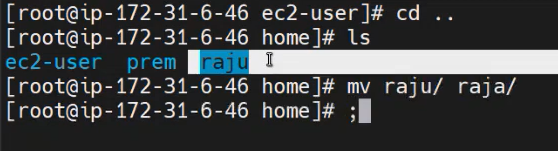 [root@ip-172-31-6-46 ec2-user]# cd ..
[root@ip-172-31-6-46 home]# ls
ec2-user  prem  raju
[root@ip-172-31-6-46 home]# mv raju/ raja/
[root@ip-172-31-6-46 home]# ;